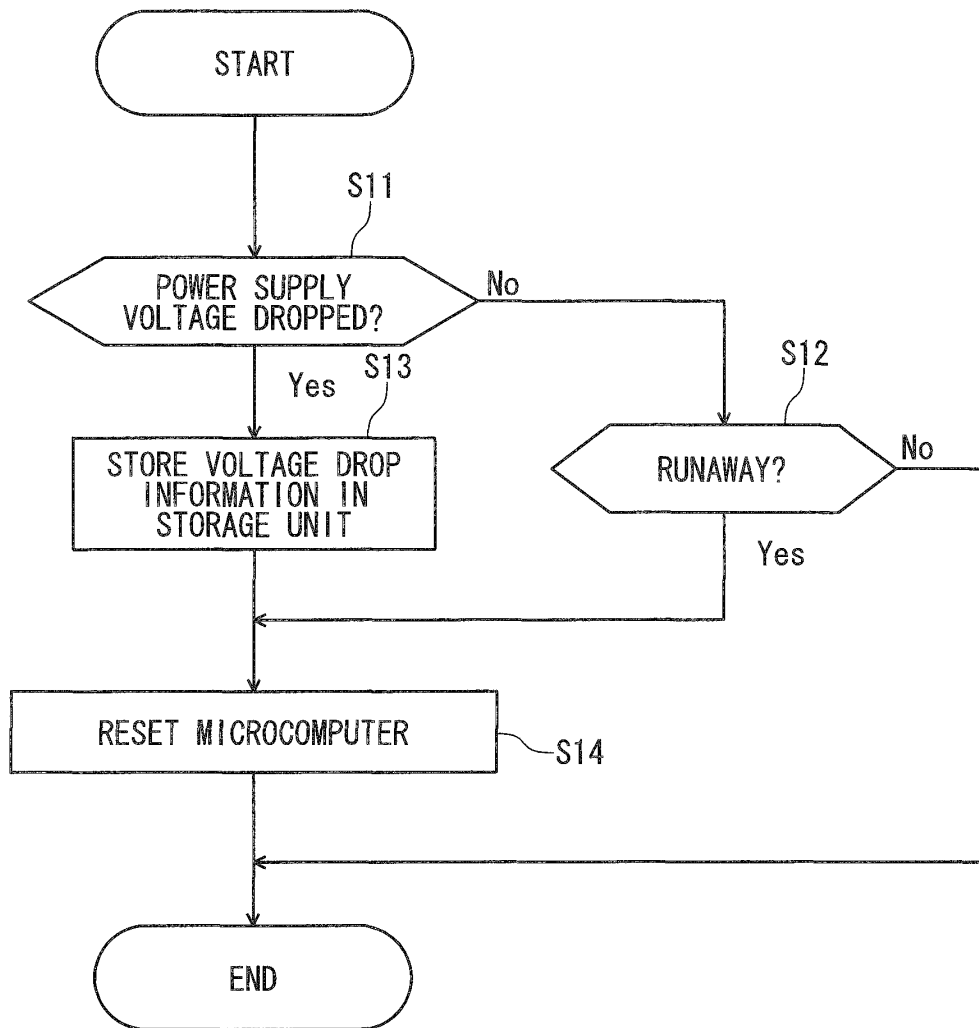 START
S11
POWER SUPPLY
VOLTAGE DROPPED?
No
Yes
S13
S12
STORE VOLTAGE DROP
INFORMATION IN
STORAGE UNIT
RUNAWAY?
No
Yes
RESET MICROCOMPUTER
S14
END